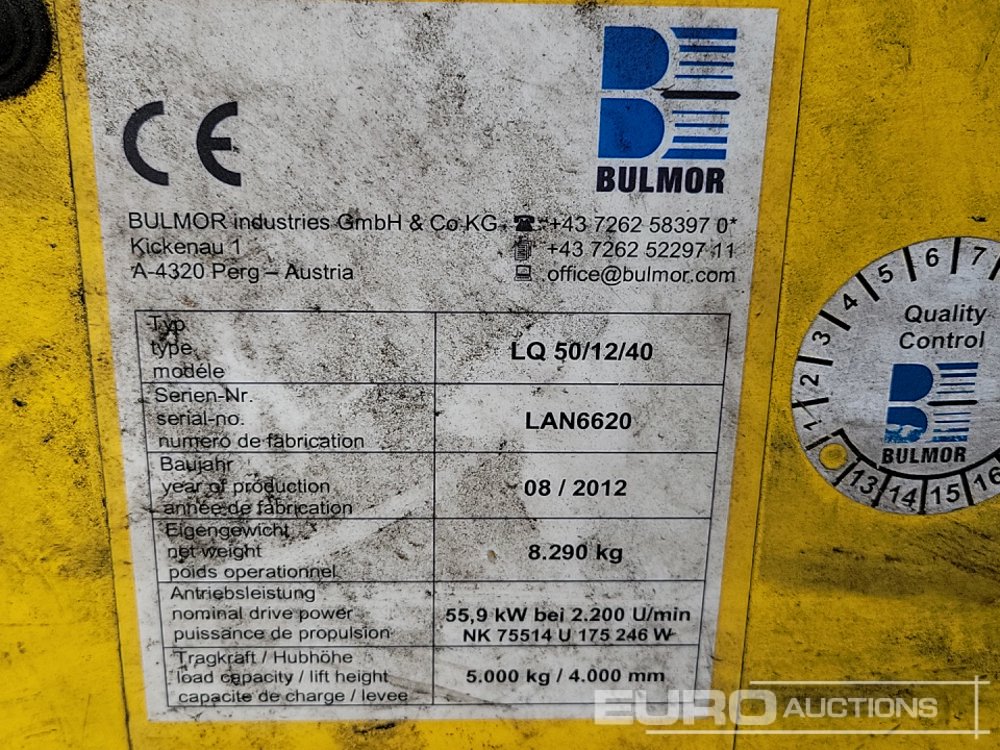 CE
BULMOR
BULMOR industries GmbH & Co KG
Kickenau 1
A-4320 Perg – Austria
+43 7262 58397 0*
+43 7262 52297 11
office@bulmor.com
Typ
type
modéle
LQ 50/12/40
Serien-Nr.
serial-no.
numero de fabrication
LAN6620
Baujahr
year of production
année de fabrication
08 / 2012
Eigengewicht
net weight
poids operationnel
8.290 kg
Antriebsleistung
nominal drive power
puissance de propulsion
55,9 kW bei 2.200 U/min
NK 75514 U 175 246 W
Tragkraft / Hubhöhe
load capacity / lift height
capacite de charge / levee
5.000 kg / 4.000 mm
1 2 3 4 5 6 7
Quality
Control
BULMOR
13 14 15 16
EURO AUCTIONS